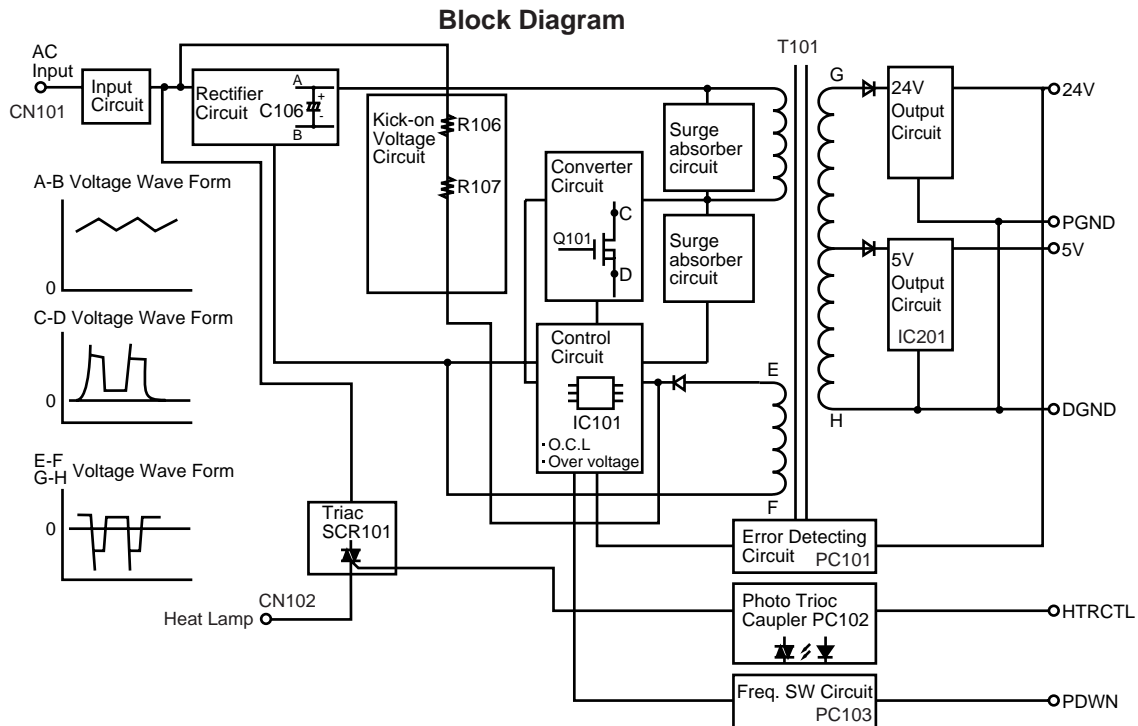 Block Diagram
AC
Input
CN101
Input
Circuit
Rectifier
Circuit
C106
A
+
-
B
Kick-on
Voltage
Circuit
R106
R107
Surge
absorber
circuit
Converter
Circuit
C
Q101
D
Surge
absorber
circuit
Control
Circuit
IC101
· O.C.L
· Over voltage
T101
E
F
G
H
24V
Output
Circuit
24V
PGND
5V
5V
Output
Circuit
IC201
DGND
A-B Voltage Wave Form
0
C-D Voltage Wave Form
0
E-F
G-H
Voltage Wave Form
0
Triac
SCR101
CN102
Heat Lamp
Error Detecting
Circuit PC101
Photo Trioc
Caupler PC102
HTRCTL
Freq. SW Circuit
PC103
PDWN